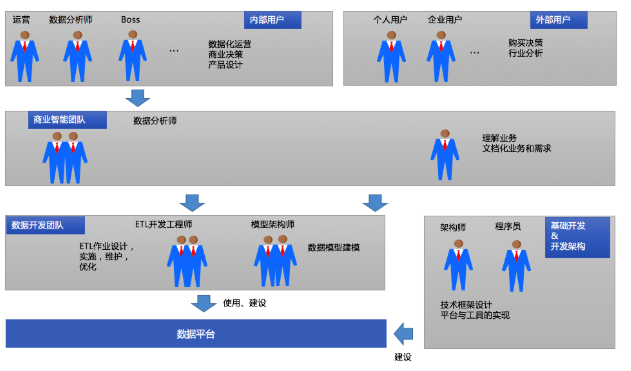 运营
数据分析师
Boss
内部用户
…
数据化运营
商业决策
产品设计
个人用户
企业用户
外部用户
…
购买决策
行业分析
商业智能团队
数据分析师
理解业务
文档化业务和需求
数据开发团队
ETL开发工程师
模型架构师
ETL作业设计，
实施，维护，
优化
数据模型建模
架构师
程序员
基础开发
&
开发架构
技术框架设计
平台与工具的实现
使用、建设
数据平台
建设